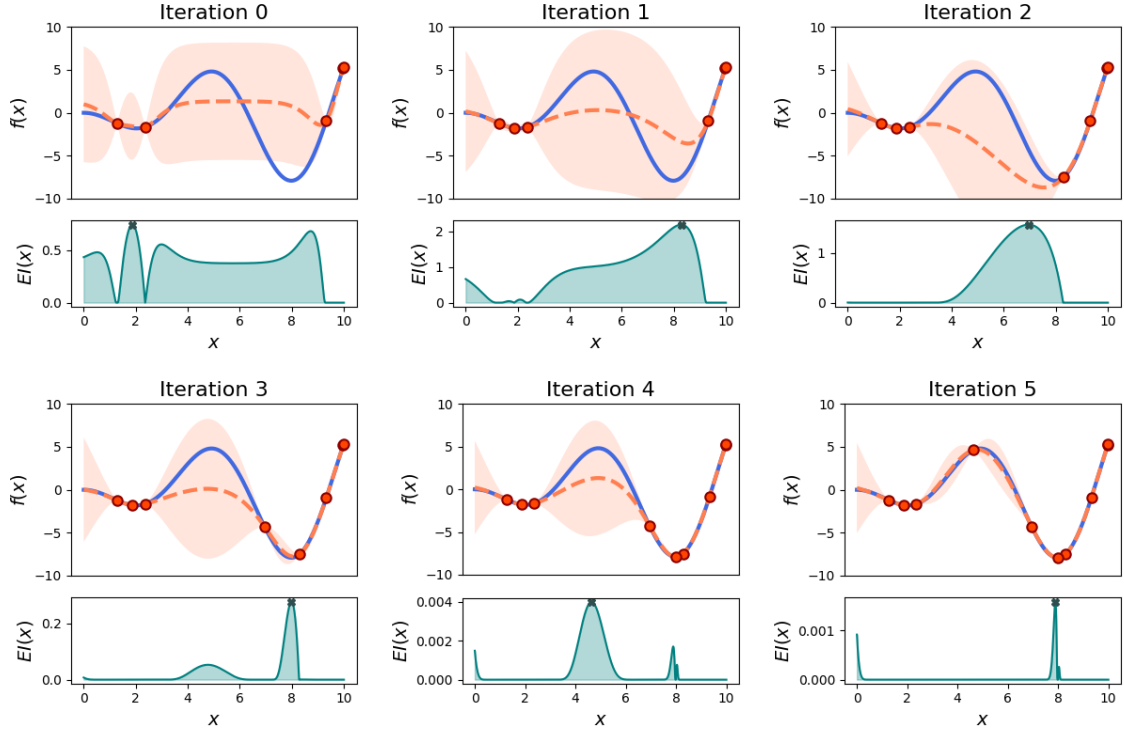 Iteration 0
10
5
0
−5
−10
f(x)
0.5
0.0
EI(x)
0 2 4 6 8 10
x
Iteration 1
10
5
0
−5
−10
f(x)
2
1
0
EI(x)
0 2 4 6 8 10
x
Iteration 2
10
5
0
−5
−10
f(x)
1
0
EI(x)
0 2 4 6 8 10
x
Iteration 3
10
5
0
−5
−10
f(x)
0.2
0.0
EI(x)
0 2 4 6 8 10
x
Iteration 4
10
5
0
−5
−10
f(x)
0.004
0.002
0.000
EI(x)
0 2 4 6 8 10
x
Iteration 5
10
5
0
−5
−10
f(x)
0.001
0.000
EI(x)
0 2 4 6 8 10
x